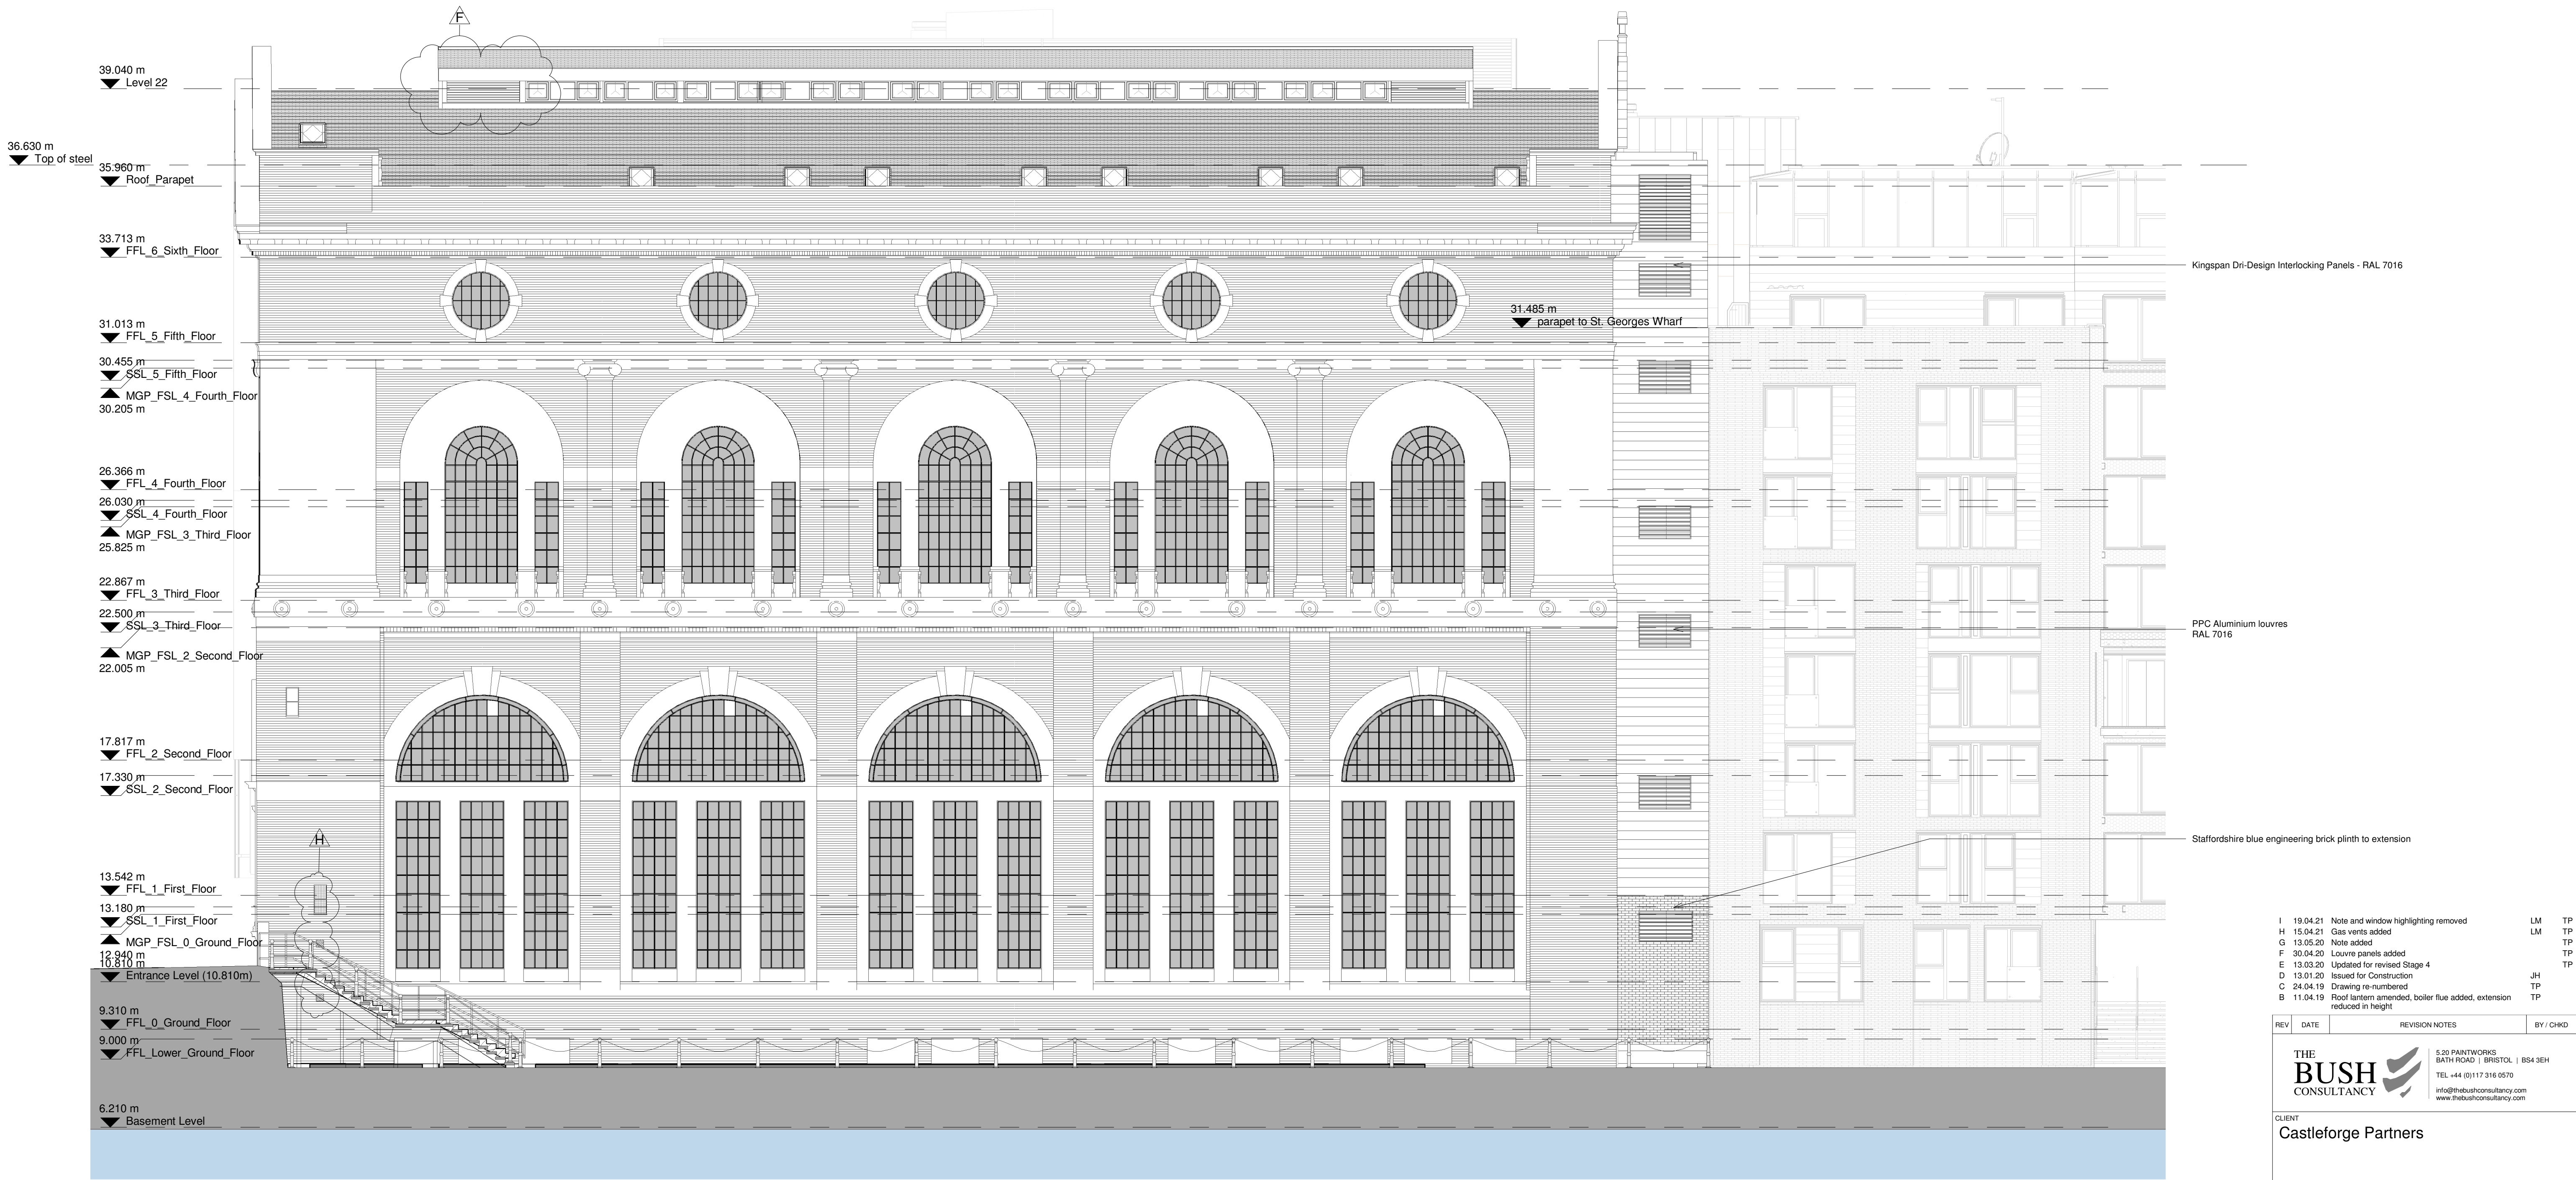 F
39.040 m
Level 22
36.630 m
Top of steel
35.960 m
Roof_Parapet
33.713 m
FFL_6_Sixth_Floor
Kingspan Dri-Design Interlocking Panels - RAL 7016
31.485 m
parapet to St. Georges Wharf
31.013 m
FFL_5_Fifth_Floor
30.455 m
SSL_5_Fifth_Floor
MGP_FSL_4_Fourth_Floor
30.205 m
26.366 m
FFL_4_Fourth_Floor
26.030 m
SSL_4_Fourth_Floor
MGP_FSL_3_Third_Floor
25.825 m
22.867 m
FFL_3_Third_Floor
22.500 m
SSL_3_Third_Floor
MGP_FSL_2_Second_Floor
22.005 m
PPC Aluminium louvres
RAL 7016
17.817 m
FFL_2_Second_Floor
17.330 m
SSL_2_Second_Floor
H
Staffordshire blue engineering brick plinth to extension
13.542 m
FFL_1_First_Floor
13.180 m
SSL_1_First_Floor
MGP_FSL_0_Ground_Floor
12.940 m
10.810 m
Entrance Level (10.810m)
9.310 m
FFL_0_Ground_Floor
9.000 m
FFL_Lower_Ground_Floor
6.210 m
Basement Level
I 19.04.21 Note and window highlighting removed LM TP
H 15.04.21 Gas vents added LM TP
G 13.05.20 Note added TP
F 30.04.20 Louvre panels added TP
E 13.03.20 Updated for revised Stage 4 TP
D 13.01.20 Issued for Construction JH
C 24.04.19 Drawing re-numbered TP
B 11.04.19 Roof lantern amended, boiler flue added, extension TP
reduced in height
REV DATE REVISION NOTES BY / CHKD
THE
BUSH
CONSULTANCY
5.20 PAINTWORKS
BATH ROAD | BRISTOL | BS4 3EH
TEL +44 (0)117 316 0570
info@thebushconsultancy.com
www.thebushconsultancy.com
CLIENT
Castleforge Partners